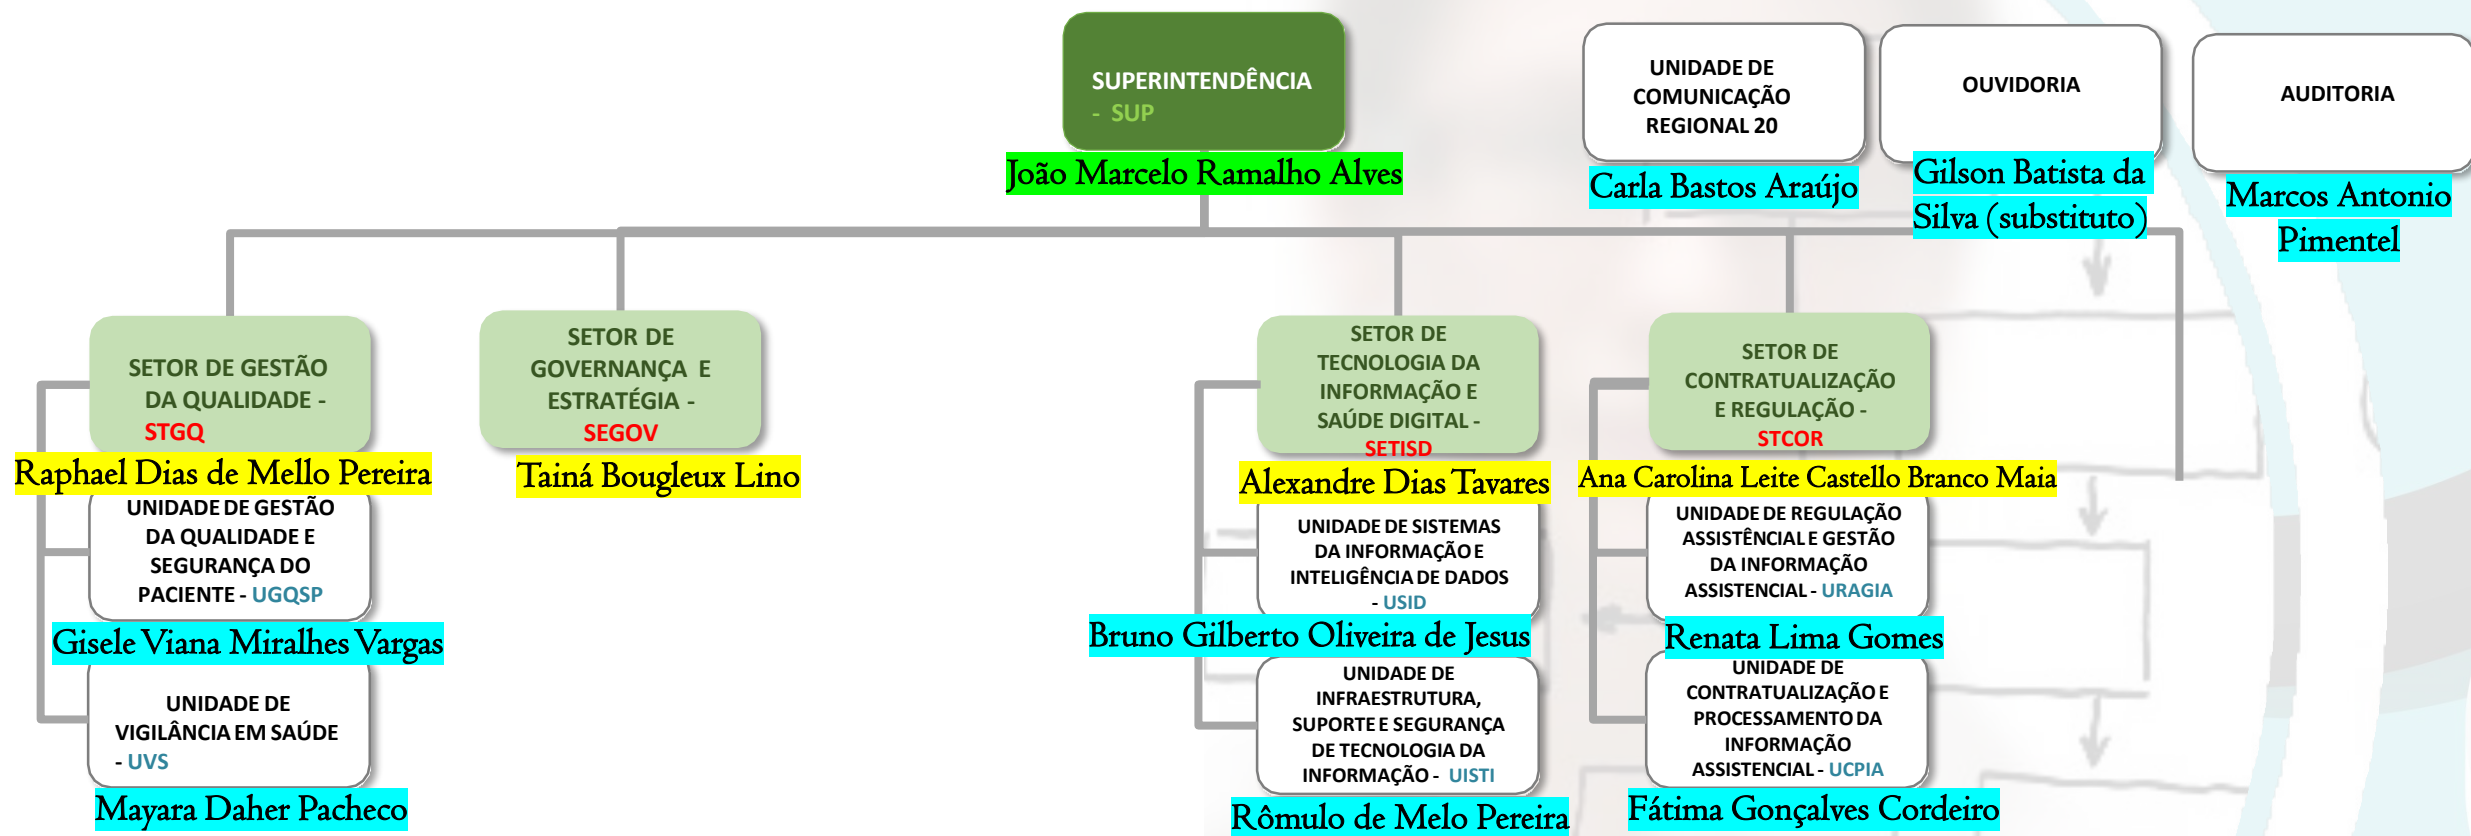 SUPERINTENDÊNCIA
- SUP
João Marcelo Ramalho Alves
UNIDADE DE
COMUNICAÇÃO
REGIONAL 20
Carla Bastos Araújo
OUVIDORIA
Gilson Batista da
Silva (substituto)
AUDITORIA
Marcos Antonio
Pimentel
SETOR DE GESTÃO
DA QUALIDADE -
STGQ
Raphael Dias de Mello Pereira
UNIDADE DE GESTÃO
DA QUALIDADE E
SEGURANÇA DO
PACIENTE - UGQSP
Gisele Viana Miralhes Vargas
UNIDADE DE
VIGILÂNCIA EM SAÚDE
- UVS
Mayara Daher Pacheco
SETOR DE
GOVERNANÇA E
ESTRATÉGIA -
SEGOV
Tainá Bougleux Lino
SETOR DE
TECNOLOGIA DA
INFORMAÇÃO E
SAÚDE DIGITAL -
SETISD
Alexandre Dias Tavares
UNIDADE DE SISTEMAS
DA INFORMAÇÃO E
INTELIGÊNCIA DE DADOS
- USID
Bruno Gilberto Oliveira de Jesus
UNIDADE DE
INFRAESTRUTURA,
SUPORTE E SEGURANÇA
DE TECNOLOGIA DA
INFORMAÇÃO - UISTI
Rômulo de Melo Pereira
SETOR DE
CONTRATUALIZAÇÃO
E REGULAÇÃO -
STCOR
Ana Carolina Leite Castello Branco Maia
UNIDADE DE REGULAÇÃO
ASSISTÊNCIAL E GESTÃO
DA INFORMAÇÃO
ASSISTENCIAL - URAGIA
Renata Lima Gomes
UNIDADE DE
CONTRATUALIZAÇÃO E
PROCESSAMENTO DA
INFORMAÇÃO
ASSISTENCIAL - UCPIA
Fátima Gonçalves Cordeiro